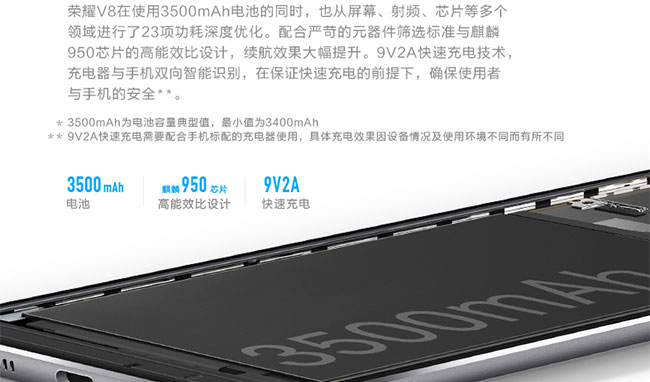 荣耀V8在使用3500mAh电池的同时，也从屏幕、射频、芯片等多个
领域进行了23项功耗深度优化。配合严苛的元器件筛选标准与麒麟
950芯片的高能效比设计，续航效果大幅提升。9V2A快速充电技术，
充电器与手机双向智能识别，在保证快速充电的前提下，确保使用者
与手机的安全**。
* 3500mAh为电池容量典型值，最小值为3400mAh
** 9V2A快速充电需要配合手机标配的充电器使用，具体充电效果因设备情况及使用环境不同而有所不同
3500 mAh 麒麟950 芯片 9V2A
电池 高能效比设计 快速充电
3500mAh